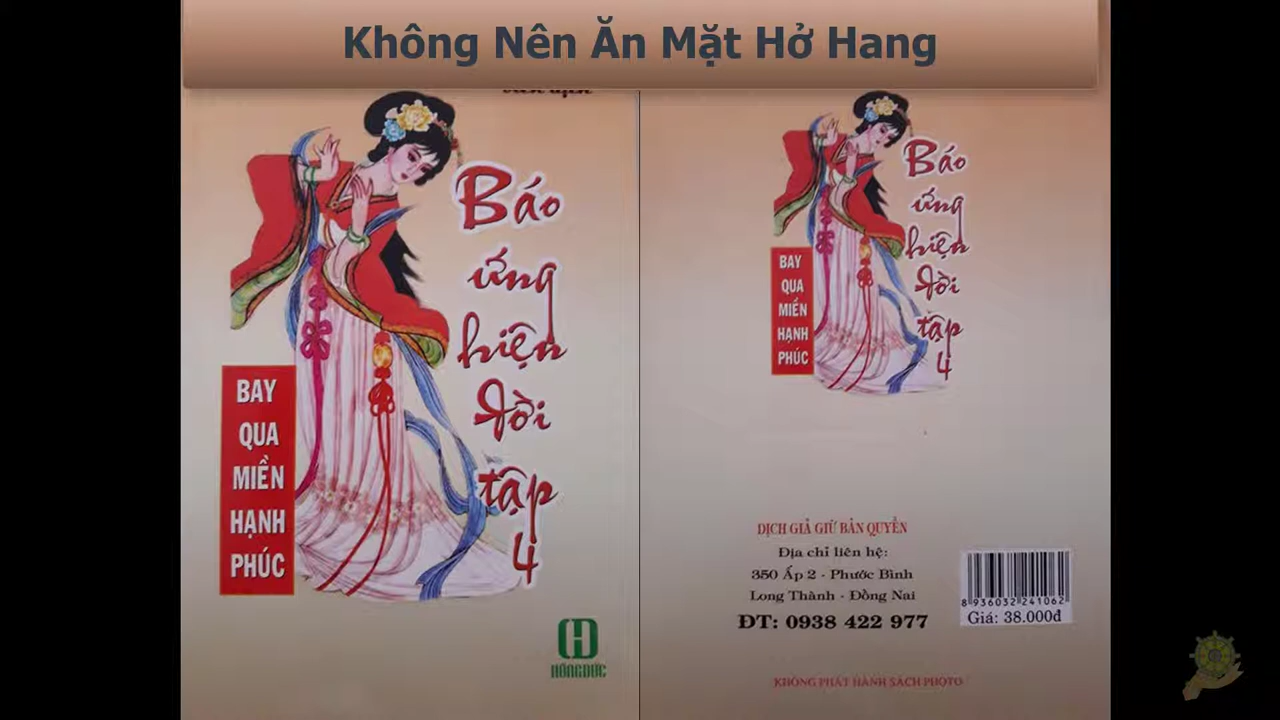 Không Nên Ăn Mặt Hở Hang
Báo
ứng
hiện
đời
tập
4
BAY
QUA
MIỀN
HẠNH
PHÚC
HỒNGĐỨC
Báo
ứng
hiện
đời
tập
4
BAY
QUA
MIỀN
HẠNH
PHÚC
DỊCH GIẢ GIỮ BẢN QUYỀN
Địa chỉ liên hệ:
350 Ấp 2 - Phước Bình
Long Thành - Đồng Nai
ĐT: 0938 422 977
8 936032 241062
Giá: 38.000đ
KHÔNG PHÁT HÀNH SÁCH PHOTO